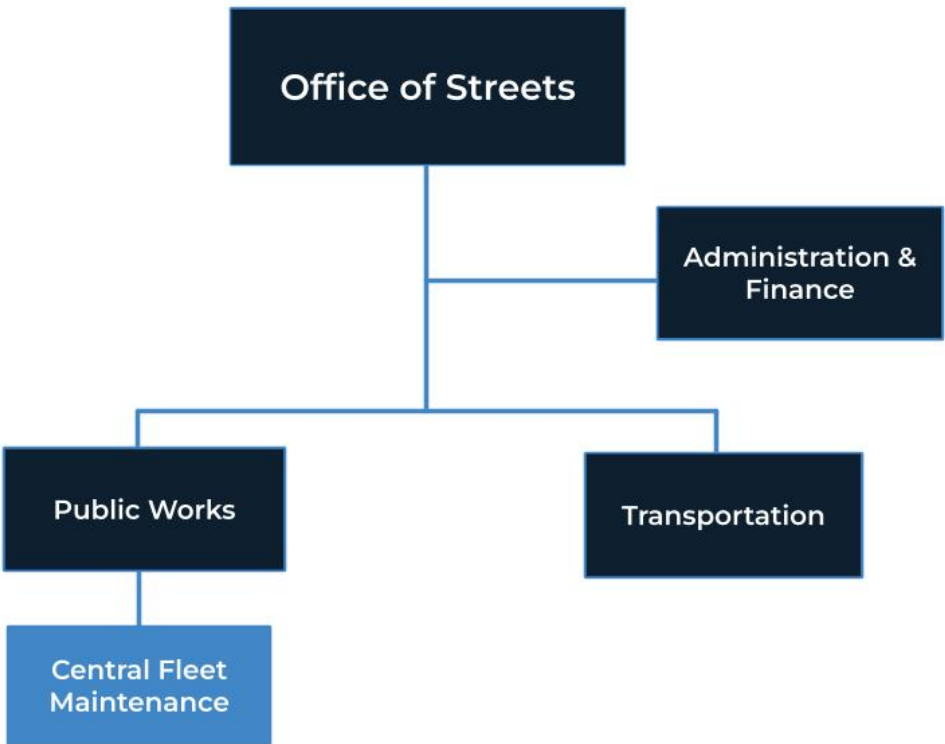 Office of Streets
Administration &
Finance
Public Works
Transportation
Central Fleet
Maintenance